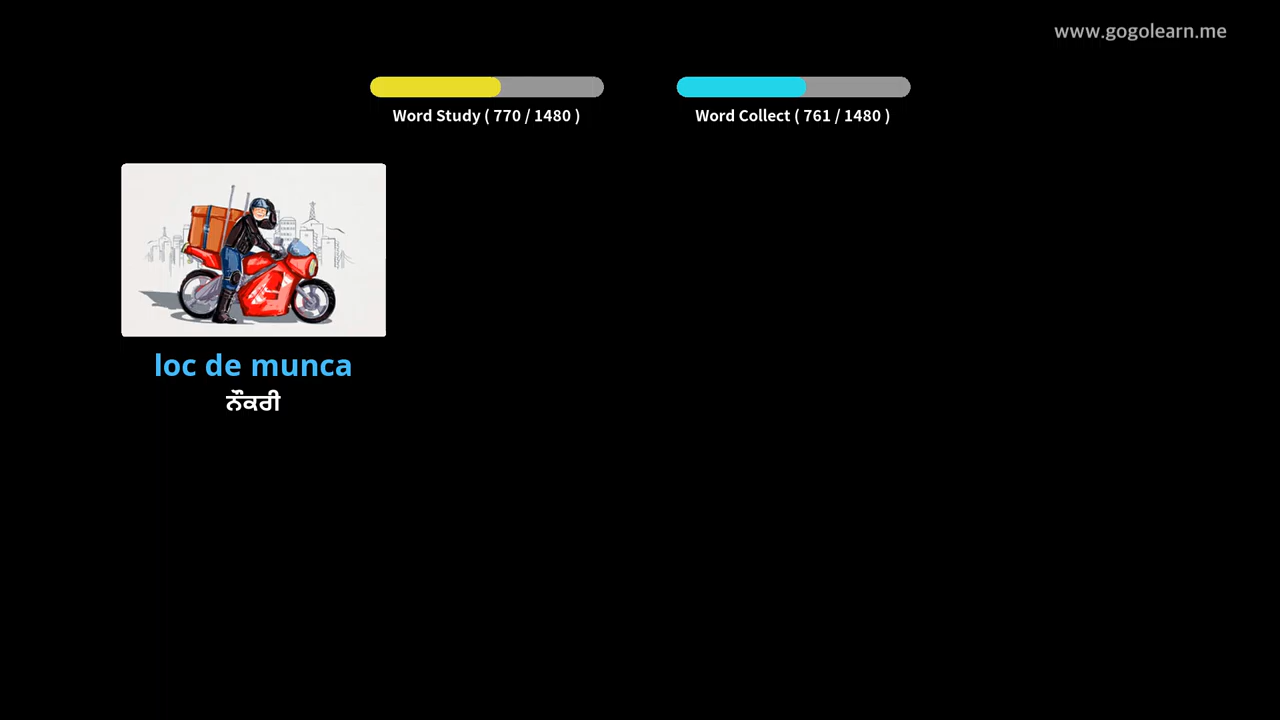 www.gogolearn.me
Word Study ( 770 / 1480 )
Word Collect ( 761 / 1480 )
loc de munca
ਨੌਕਰੀ